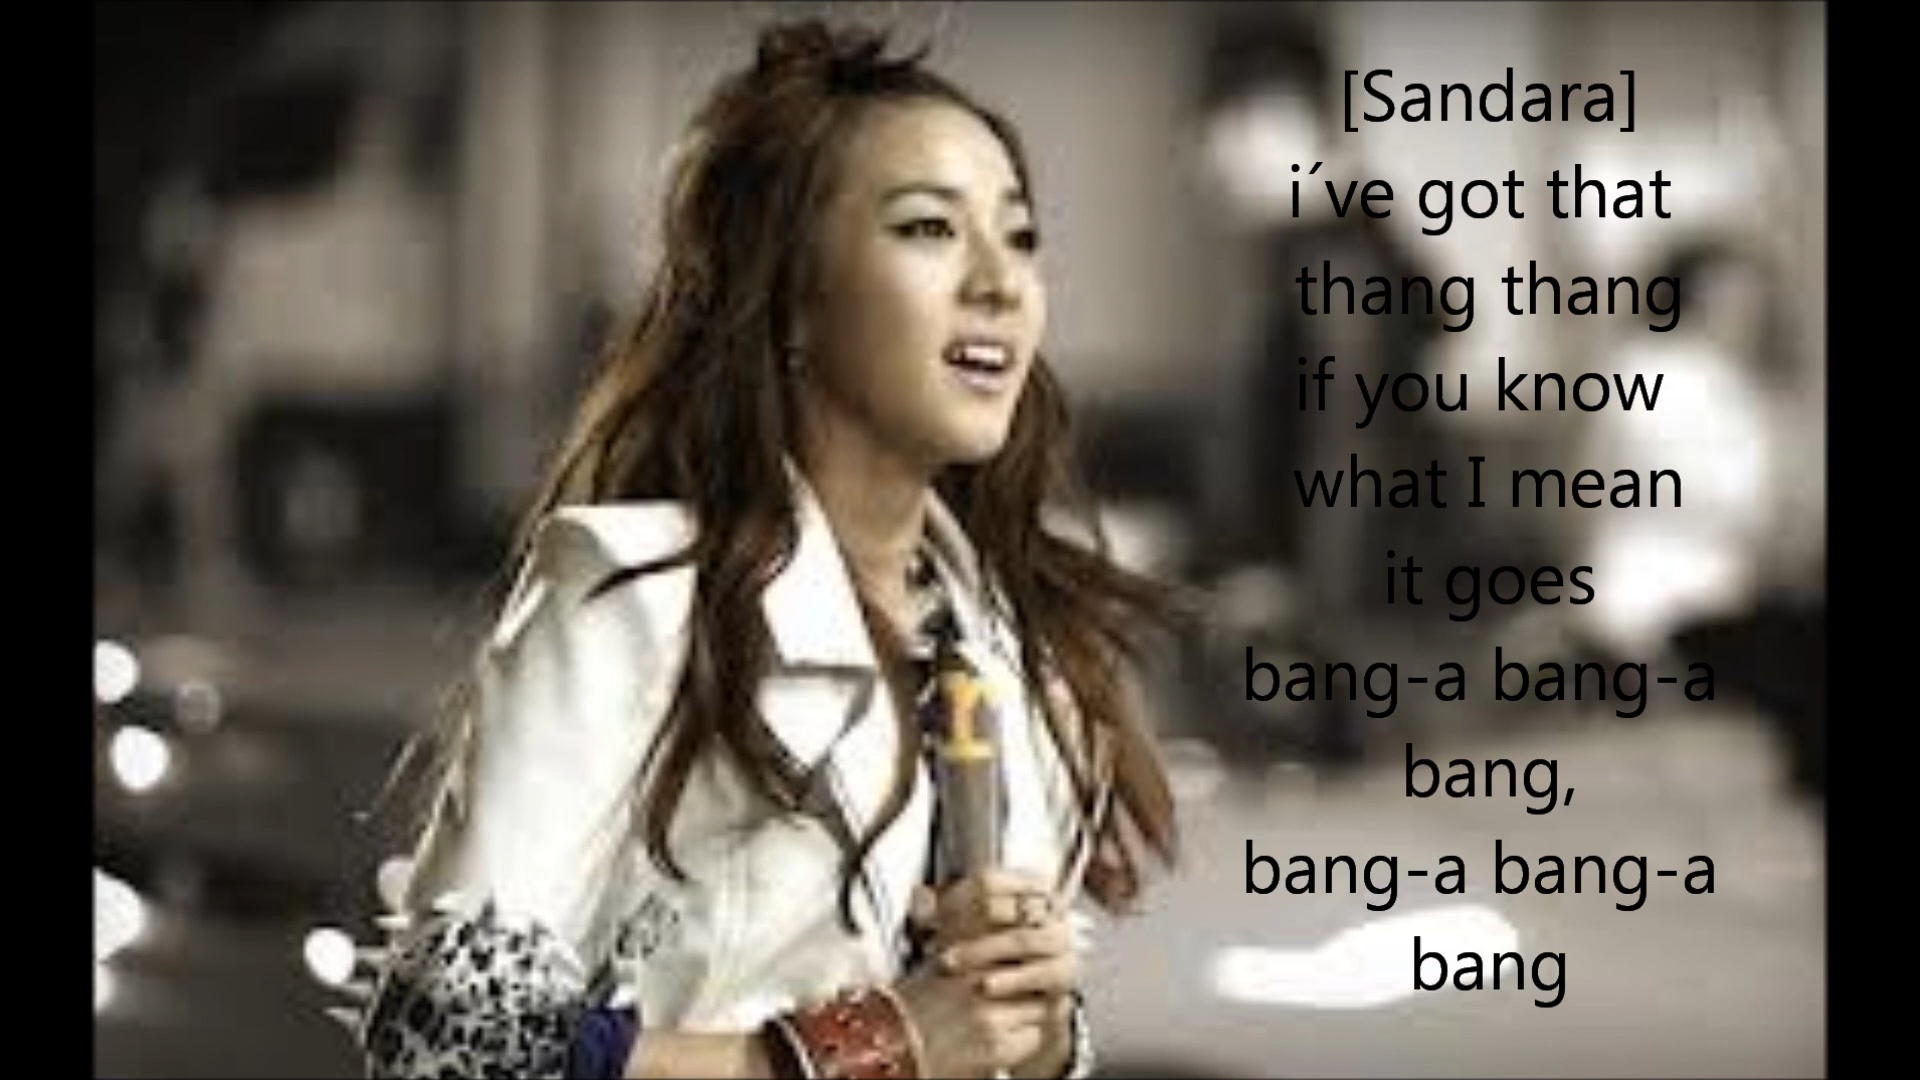 [Sandara]
i´ve got that
thang thang
if you know
what I mean
it goes
bang-a bang-a
bang,
bang-a bang-a
bang